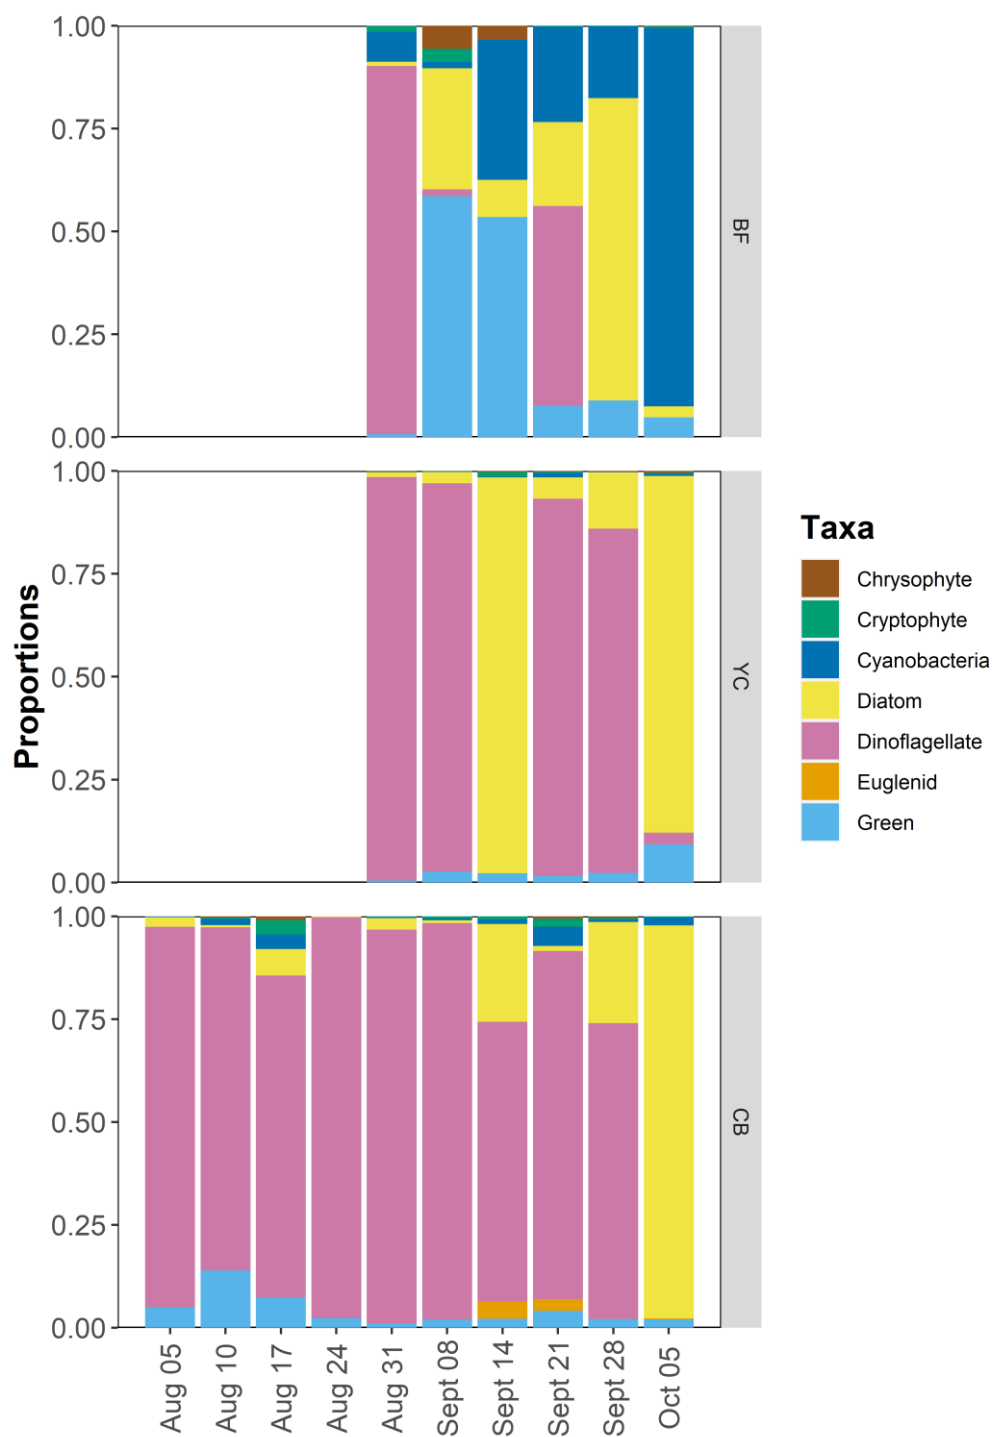 Proportions
1.00
0.75
0.50
0.25
0.00
BF
1.00
0.75
0.50
0.25
0.00
YC
1.00
0.75
0.50
0.25
0.00
CB
Aug 05
Aug 10
Aug 17
Aug 24
Aug 31
Sept 08
Sept 14
Sept 21
Sept 28
Oct 05
Taxa
Chrysophyte
Cryptophyte
Cyanobacteria
Diatom
Dinoflagellate
Euglenid
Green